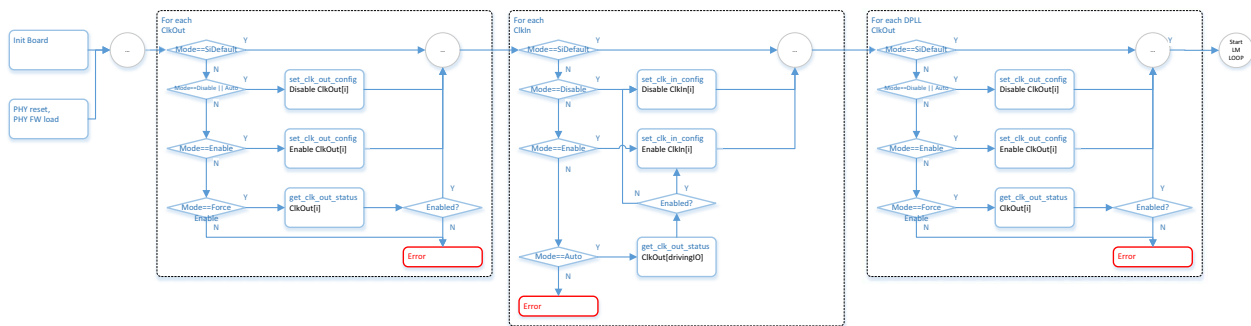 Init Board
PHY reset,
PHY FW load
...
For each
ClkOut
Mode==SiDefault
Y
N
...
Mode==Disable || Auto
Y
N
set_clk_out_config
Disable ClkOut[i]
Mode==Enable
Y
N
set_clk_out_config
Enable ClkOut[i]
Mode==Force
Enable
Y
N
get_clk_out_status
ClkOut[i]
Enabled?
Y
N
Error
For each
ClkIn
Mode==SiDefault
Y
N
...
Mode==Disable
Y
N
set_clk_in_config
Disable ClkIn[i]
Mode==Enable
Y
N
set_clk_in_config
Enable ClkIn[i]
Y
N
Enabled?
Mode==Auto
Y
N
get_clk_out_status
ClkOut[drivingIO]
Error
For each DPLL
ClkOut
Mode==SiDefault
Y
N
...
Y
Mode==Disable || Auto
Y
N
set_clk_out_config
Disable ClkOut[i]
Mode==Enable
Y
N
set_clk_out_config
Enable ClkOut[i]
Mode==Force
Enable
Y
N
get_clk_out_status
ClkOut[i]
Enabled?
Y
N
Error
Start
LM
LOOP